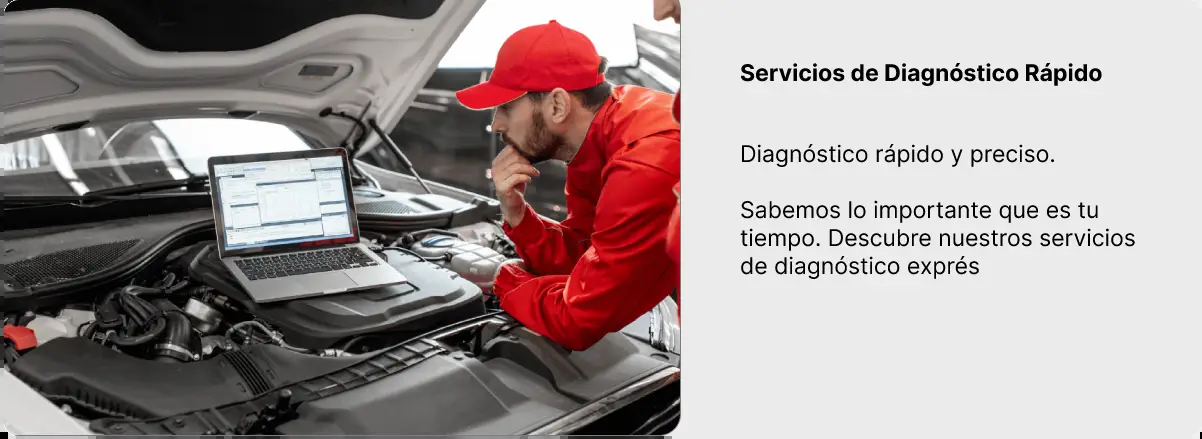 Servicios de Diagnóstico Rápido
Diagnóstico rápido y preciso.
Sabemos lo importante que es tu
tiempo. Descubre nuestros servicios
de diagnóstico exprés